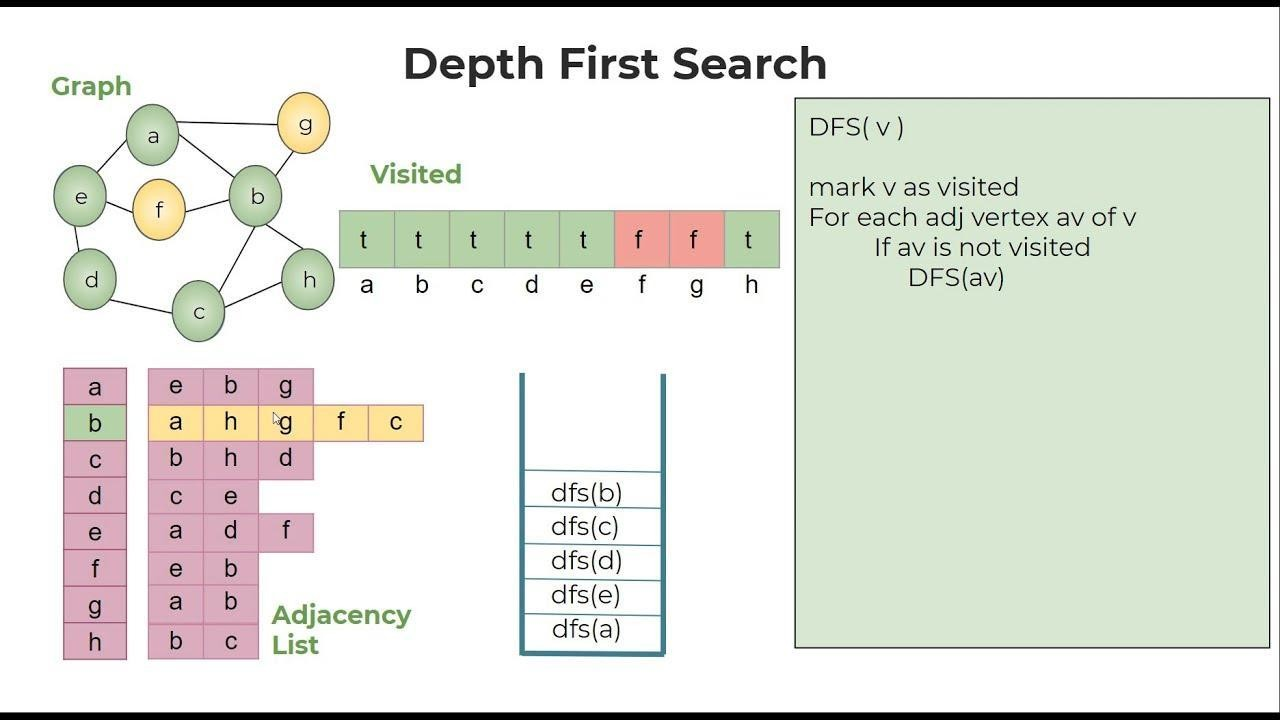 Depth First Search
Graph
a
g
e
f
b
d
h
c
Visited
t t t t t f f t
a b c d e f g h
DFS( v )
mark v as visited
For each adj vertex av of v
If av is not visited
DFS(av)
a e b g
b a h g f c
c b h d
d c e
e a d f
f e b
g a b
h b c
Adjacency
List
dfs(b)
dfs(c)
dfs(d)
dfs(e)
dfs(a)